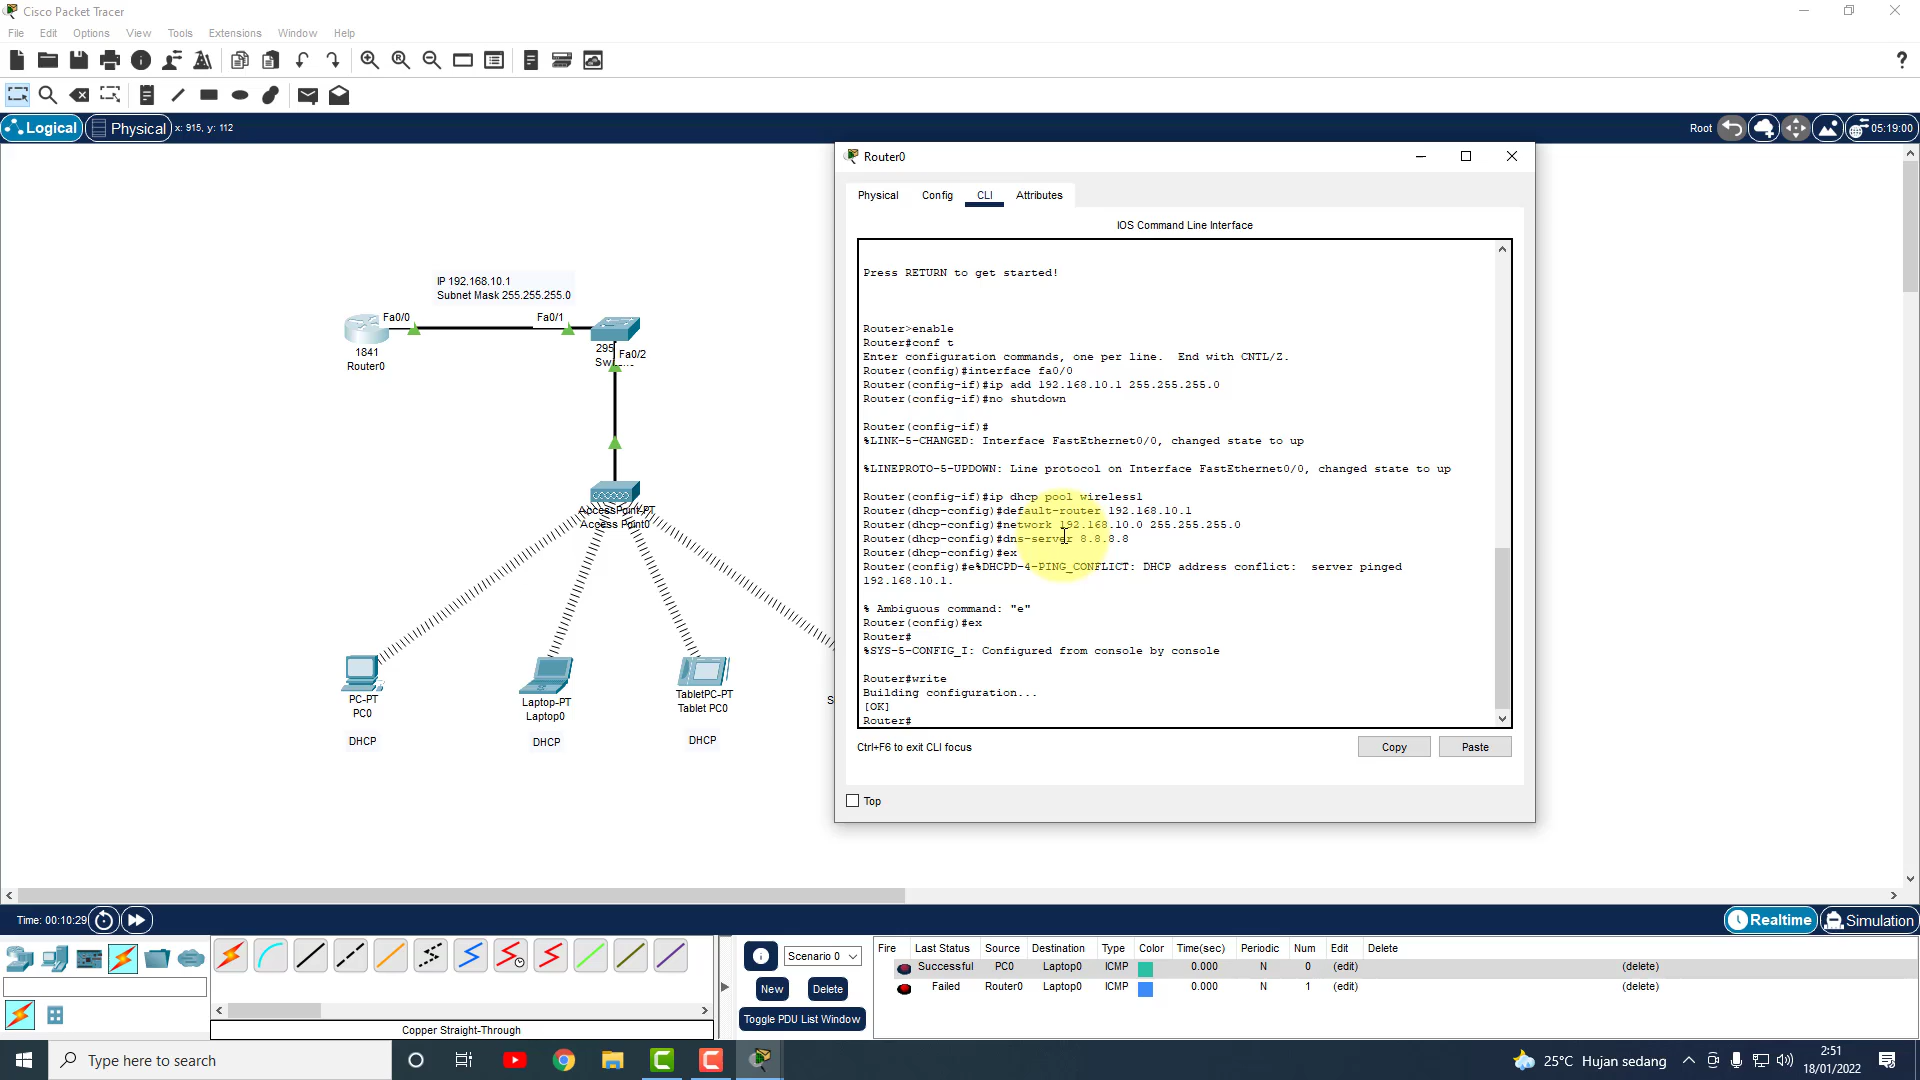 Cisco Packet Tracer
File Edit Options View Tools Extensions Window Help
Logical Physical x: 915, y: 112 Root 05:19:00
Router0
Physical Config CLI Attributes
IOS Command Line Interface
Press RETURN to get started!
Router>enable
Router#conf t
Enter configuration commands, one per line. End with CNTL/Z.
Router(config)#interface fa0/0
Router(config-if)#ip add 192.168.10.1 255.255.255.0
Router(config-if)#no shutdown
Router(config-if)#
%LINK-5-CHANGED: Interface FastEthernet0/0, changed state to up
%LINEPROTO-5-UPDOWN: Line protocol on Interface FastEthernet0/0, changed state to up
Router(config-if)#ip dhcp pool wireless1
Router(dhcp-config)#default-router 192.168.10.1
Router(dhcp-config)#network 192.168.10.0 255.255.255.0
Router(dhcp-config)#dns-server 8.8.8.8
Router(dhcp-config)#ex
Router(config)#e%DHCPD-4-PING_CONFLICT: DHCP address conflict: server pinged
192.168.10.1.
% Ambiguous command: "e"
Router(config)#ex
Router#
%SYS-5-CONFIG_I: Configured from console by console
Router#write
Building configuration...
[OK]
Router#
Ctrl+F6 to exit CLI focus Copy Paste
Top
IP 192.168.10.1
Subnet Mask 255.255.255.0
Fa0/0 Fa0/1
1841
Router0
295
Fa0/2
AccessPoint-PT
Access Point0
PC-PT
PC0
DHCP
Laptop-PT
Laptop0
DHCP
TabletPC-PT
Tablet PC0
DHCP
S
Time: 00:10:29 Realtime Simulation
Scenario 0
New Delete
Toggle PDU List Window
Copper Straight-Through
Fire Last Status Source Destination Type Color Time(sec) Periodic Num Edit Delete
Successful PC0 Laptop0 ICMP 0.000 N 0 (edit) (delete)
Failed Router0 Laptop0 ICMP 0.000 N 1 (edit) (delete)
Type here to search
25°C Hujan sedang
2:51
18/01/2022